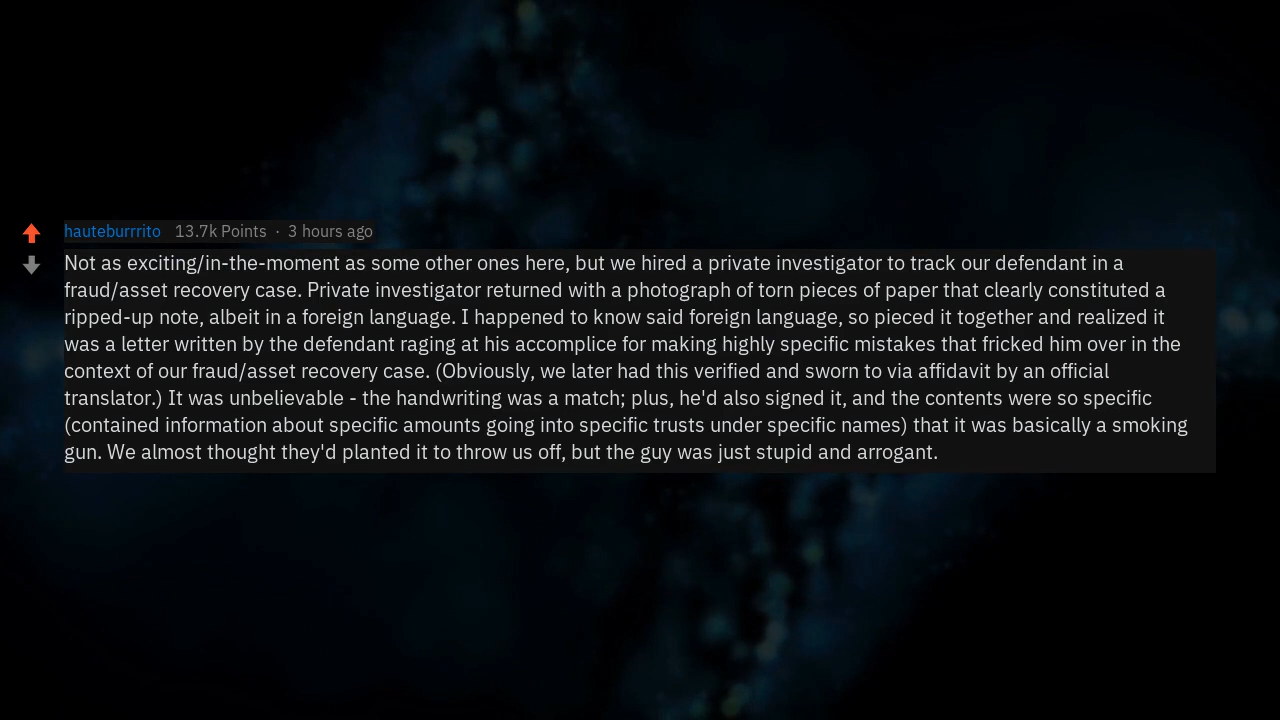 hauteburrrito 13.7k Points · 3 hours ago
Not as exciting/in-the-moment as some other ones here, but we hired a private investigator to track our defendant in a
fraud/asset recovery case. Private investigator returned with a photograph of torn pieces of paper that clearly constituted a
ripped-up note, albeit in a foreign language. I happened to know said foreign language, so pieced it together and realized it
was a letter written by the defendant raging at his accomplice for making highly specific mistakes that fricked him over in the
context of our fraud/asset recovery case. (Obviously, we later had this verified and sworn to via affidavit by an official
translator.) It was unbelievable - the handwriting was a match; plus, he'd also signed it, and the contents were so specific
(contained information about specific amounts going into specific trusts under specific names) that it was basically a smoking
gun. We almost thought they'd planted it to throw us off, but the guy was just stupid and arrogant.